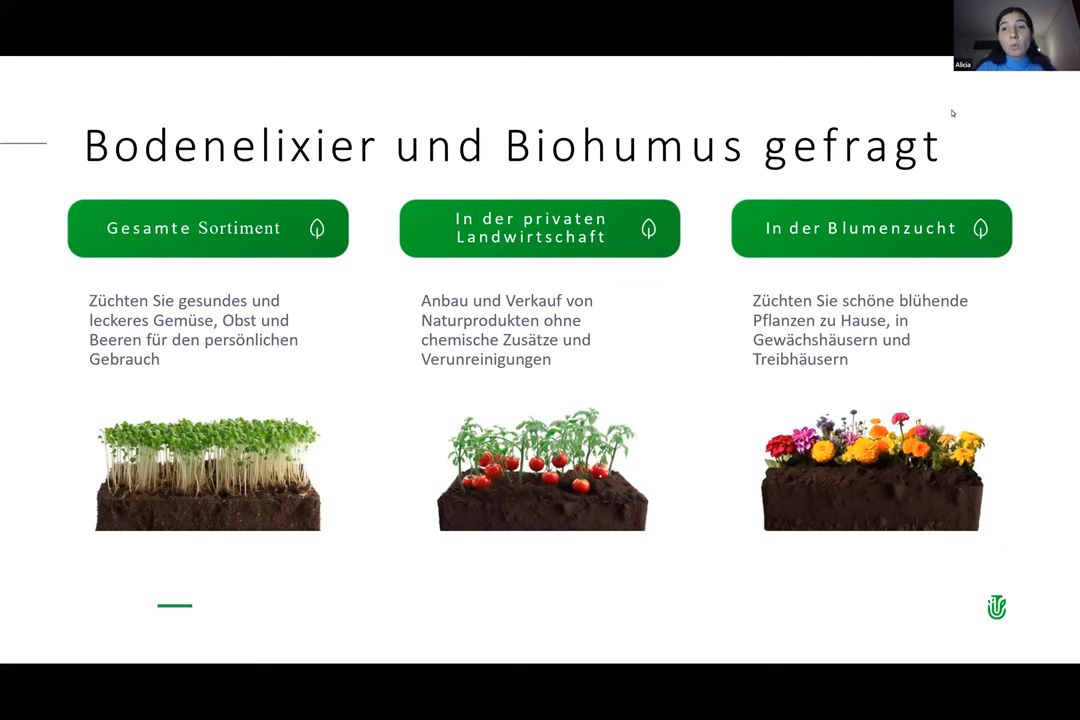 Alicia
Bodenelixier und Biohumus gefragt
Gesamte Sortiment
In der privaten
Landwirtschaft
In der Blumenzucht
Züchten Sie gesundes und
leckeres Gemüse, Obst und
Beeren für den persönlichen
Gebrauch
Anbau und Verkauf von
Naturprodukten ohne
chemische Zusätze und
Verunreinigungen
Züchten Sie schöne blühende
Pflanzen zu Hause, in
Gewächshäusern und
Treibhäusern